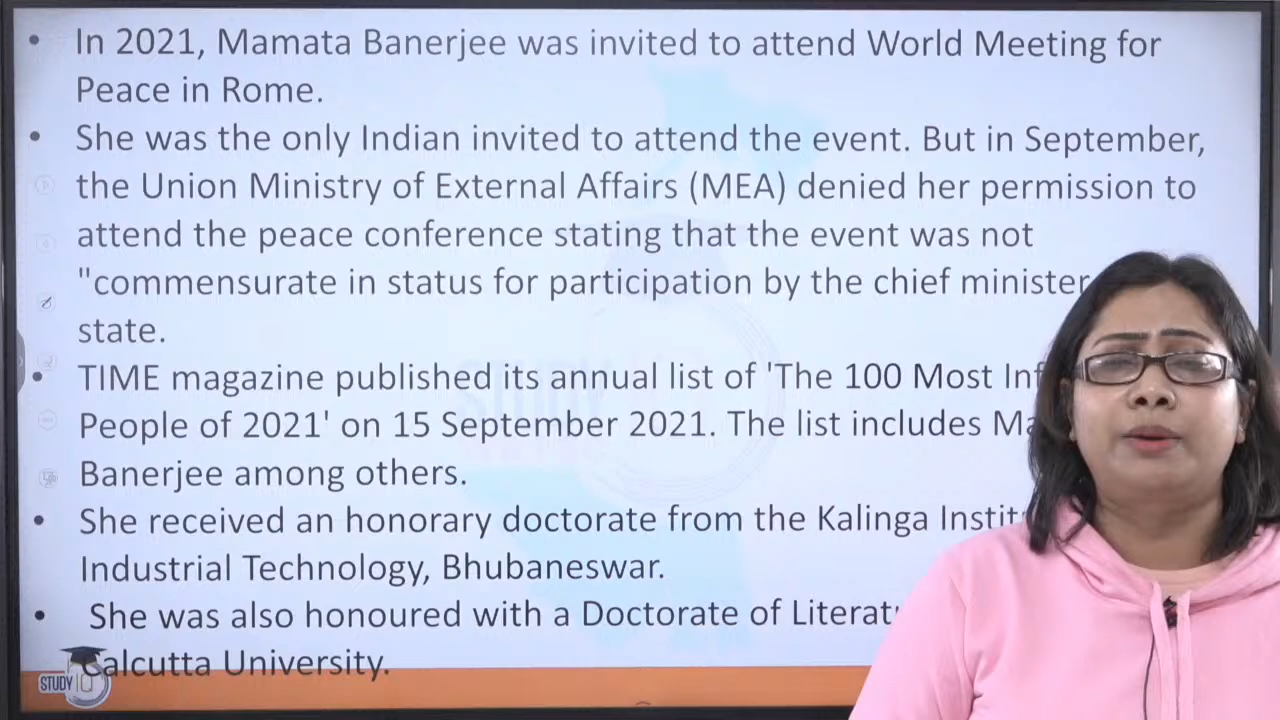 • In 2021, Mamata Banerjee was invited to attend World Meeting for
Peace in Rome.
• She was the only Indian invited to attend the event. But in September,
the Union Ministry of External Affairs (MEA) denied her permission to
attend the peace conference stating that the event was not
"commensurate in status for participation by the chief minister
state.
• TIME magazine published its annual list of 'The 100 Most
People of 2021' on 15 September 2021. The list includes
Banerjee among others.
• She received an honorary doctorate from the Kalinga
Industrial Technology, Bhubaneswar.
• She was also honoured with a Doctorate of
Calcutta University.
STUDY IQ